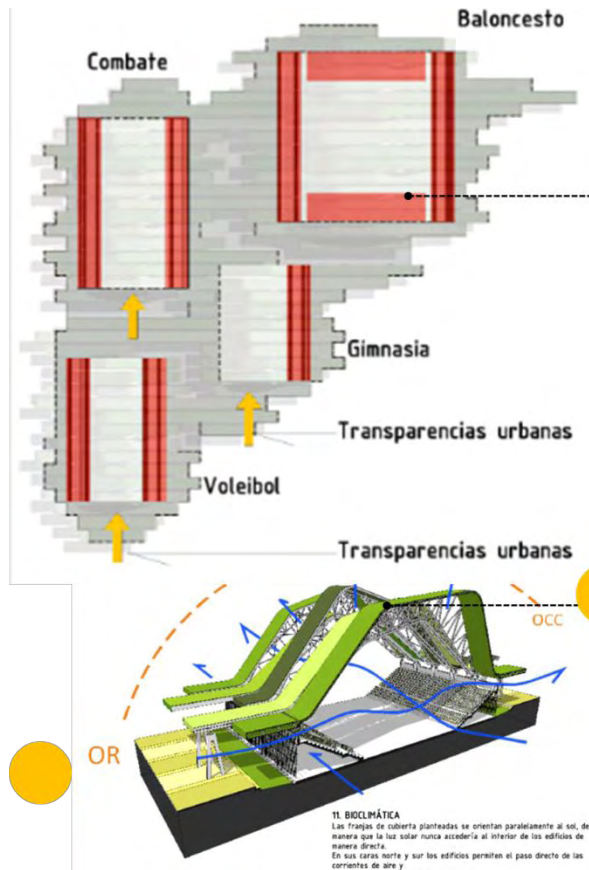 Baloncesto
Combate
Gimnasia
Transparencias urbanas
Voleibol
Transparencias urbanas
OCC
OR
11. BIOCLIMÁTICA
Las franjas de cubierta planteadas se orientan paralelamente al sol, de
manera que la luz solar nunca accedería al interior de los edificios de
manera directa.
En sus caras norte y sur los edificios permiten el paso directo de las
corrientes de aire y